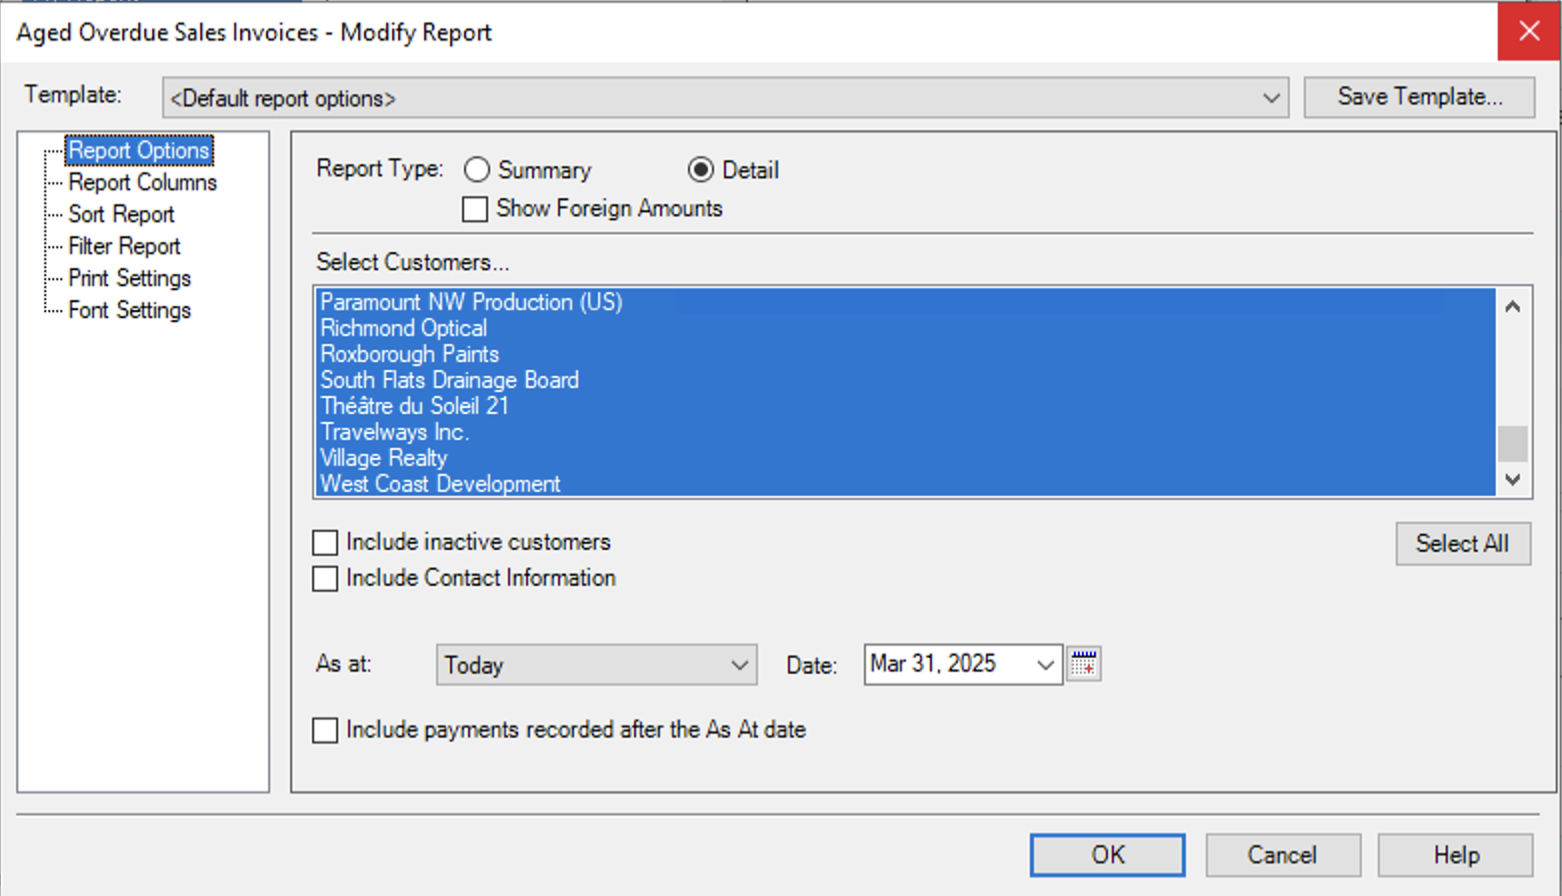 Aged Overdue Sales Invoices - Modify Report
Template: <Default report options> Save Template...
Report Options
Report Columns
Sort Report
Filter Report
Print Settings
Font Settings
Report Type: Summary Detail
Show Foreign Amounts
Select Customers...
Paramount NW Production (US)
Richmond Optical
Roxborough Paints
South Flats Drainage Board
Théâtre du Soleil 21
Travelways Inc.
Village Realty
West Coast Development
Include inactive customers Select All
Include Contact Information
As at: Today Date: Mar 31, 2025
Include payments recorded after the As At date
OK Cancel Help